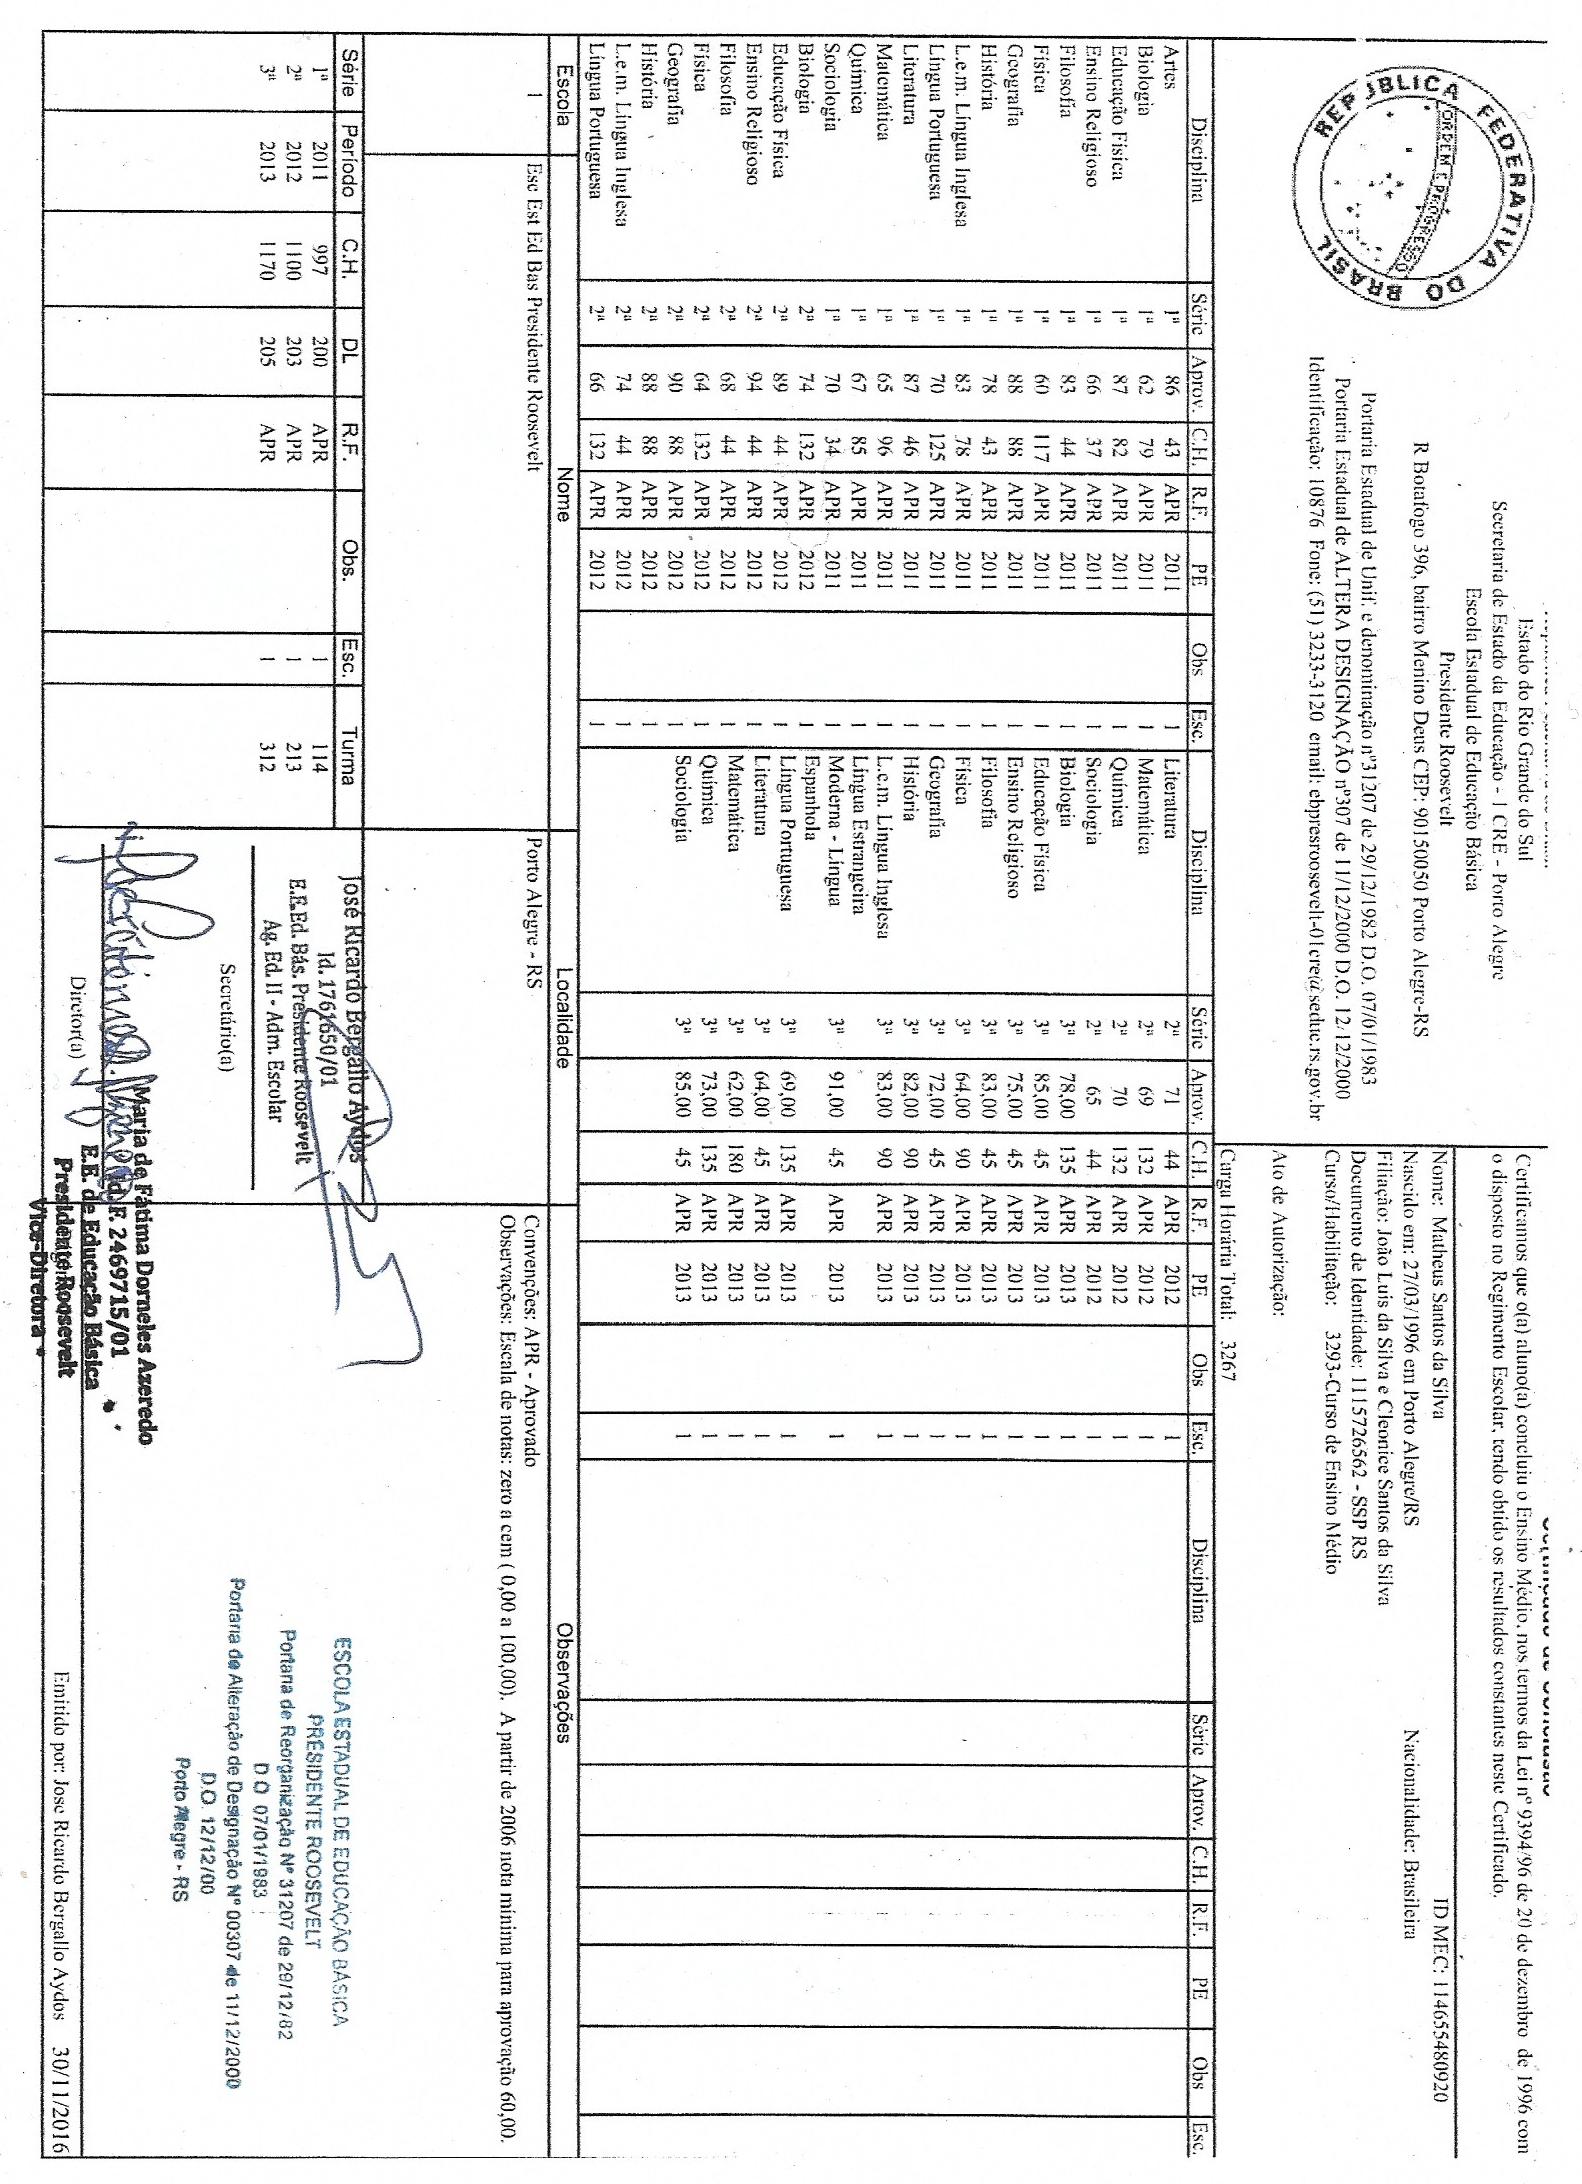 REPÚBLICA FEDERATIVA DO BRASIL
ORDEM E PROGRESSO
Estado do Rio Grande do Sul
Secretaria de Estado da Educação - 1 CRE - Porto Alegre
Escola Estadual de Educação Básica
Presidente Roosevelt
R Botafogo 396, bairro Menino Deus CEP: 90150050 Porto Alegre-RS
Portaria Estadual de Unif. e denominação nº31207 de 29/12/1982 D.O. 07/01/1983
Portaria Estadual de ALTERA DESIGNAÇÃO nº307 de 11/12/2000 D.O. 12/12/2000
Identificação: 10876 Fone: (51) 3233-3120 email: ebpresroosevelt-01cre@seduc.rs.gov.br
Certificamos que o(a) aluno(a) concluiu o Ensino Médio, nos termos da Lei nº 9394/96 de 20 de dezembro de 1996 com
o disposto no Regimento Escolar, tendo obtido os resultados constantes neste Certificado.
Nome: Matheus Santos da Silva ID MEC: 114655480920
Nascido em: 27/03/1996 em Porto Alegre/RS Nacionalidade: Brasileira
Filiação: João Luis da Silva e Cleonice Santos da Silva
Documento de Identidade: 1115726562 - SSP RS
Curso/Habilitação: 3293-Curso de Ensino Médio
Ato de Autorização:
Carga Horária Total: 3267
Disciplina Série Aprov. C.H. R.F. PE Obs Esc. Disciplina Série Aprov. C.H. R.F. PE Obs Esc. Disciplina Série Aprov. C.H. R.F. PE Obs Esc.
Artes 1ª 86 43 APR 2011 1 Literatura 2ª 71 44 APR 2012 1
Biologia 1ª 62 79 APR 2011 1 Matemática 2ª 69 132 APR 2012 1
Educação Física 1ª 87 82 APR 2011 1 Química 2ª 70 132 APR 2012 1
Ensino Religioso 1ª 66 37 APR 2011 1 Sociologia 2ª 65 44 APR 2012 1
Filosofia 1ª 83 44 APR 2011 1 Biologia 3ª 78,00 135 APR 2013 1
Física 1ª 60 117 APR 2011 1 Educação Física 3ª 85,00 45 APR 2013 1
Geografia 1ª 88 88 APR 2011 1 Ensino Religioso 3ª 75,00 45 APR 2013 1
História 1ª 78 43 APR 2011 1 Filosofia 3ª 83,00 45 APR 2013 1
L.e.m. Língua Inglesa 1ª 83 78 APR 2011 1 Física 3ª 64,00 90 APR 2013 1
Língua Portuguesa 1ª 70 125 APR 2011 1 Geografia 3ª 72,00 45 APR 2013 1
Literatura 1ª 87 46 APR 2011 1 História 3ª 82,00 90 APR 2013 1
Matemática 1ª 65 96 APR 2011 1 L.e.m. Língua Inglesa 3ª 83,00 90 APR 2013 1
Química 1ª 67 85 APR 2011 1 Língua Estrangeira
Sociologia 1ª 70 34 APR 2011 1 Moderna - Língua 3ª 91,00 45 APR 2013 1
Biologia 2ª 74 132 APR 2012 1 Espanhola
Educação Física 2ª 89 44 APR 2012 1 Língua Portuguesa 3ª 69,00 135 APR 2013 1
Ensino Religioso 2ª 94 44 APR 2012 1 Literatura 3ª 64,00 45 APR 2013 1
Filosofia 2ª 68 44 APR 2012 1 Matemática 3ª 62,00 180 APR 2013 1
Física 2ª 64 132 APR 2012 1 Química 3ª 73,00 135 APR 2013 1
Geografia 2ª 90 88 APR 2012 1 Sociologia 3ª 85,00 45 APR 2013 1
História 2ª 88 88 APR 2012 1
L.e.m. Língua Inglesa 2ª 74 44 APR 2012 1
Língua Portuguesa 2ª 66 132 APR 2012 1
Escola Nome Localidade Observações
1 Esc Est Ed Bas Presidente Roosevelt Porto Alegre - RS Convenções: APR - Aprovado
Observações: Escala de notas: zero a cem ( 0,00 a 100,00). A partir de 2006 nota mínima para aprovação 60,00.
Série Período C.H. DL R.F. Obs. Esc. Turma
1ª 2011 997 200 APR 1 114
2ª 2012 1100 203 APR 1 213
3ª 2013 1170 205 APR 1 312
José Ricardo Bergallo Aydos
Id. 1761650/01
E.E.Ed. Bás. Presidente Roosevelt
Ag. Ed. II - Adm. Escolar
Secretário(a)
Maria de Fátima Dorneles Azeredo
Id. F. 2469715/01
E.E. de Educação Básica
Presidente Roosevelt
Vice-Diretora
Diretor(a)
ESCOLA ESTADUAL DE EDUCAÇÃO BÁSICA
PRESIDENTE ROOSEVELT
Portaria de Reorganização Nº 31207 de 29/12/82
D.O 07/01/1983
Portaria de Alteração de Designação Nº 00307 de 11/12/2000
D.O. 12/12/00
Porto Alegre - RS
Emitido por: Jose Ricardo Bergallo Aydos 30/11/2016